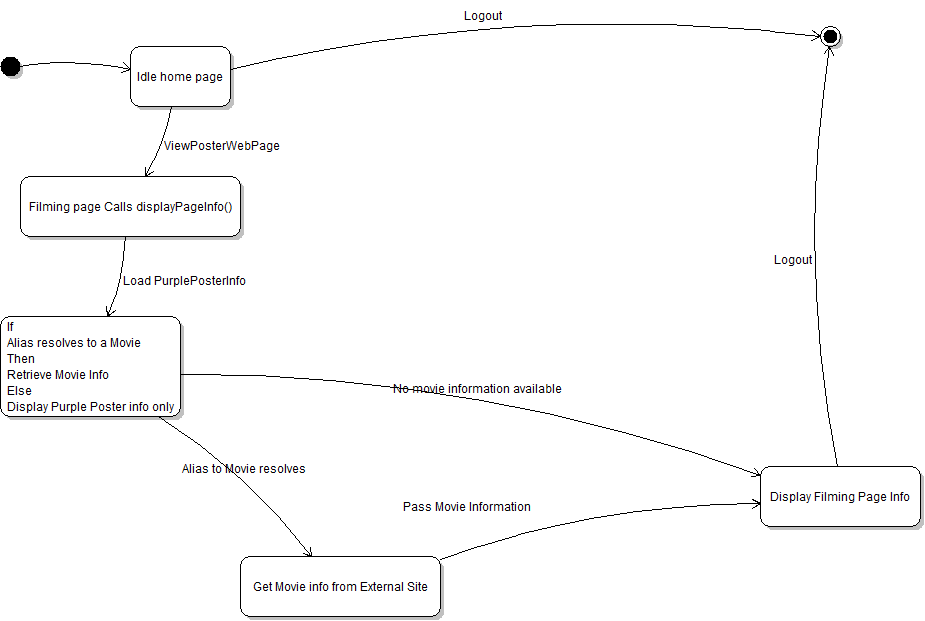 Logout
Idle home page
ViewPosterWebPage
Filming page Calls displayPageInfo()
Logout
Load PurplePosterInfo
If
Alias resolves to a Movie
Then
Retrieve Movie Info
Else
Display Purple Poster info only
No movie information available
Alias to Movie resolves
Display Filming Page Info
Pass Movie Information
Get Movie info from External Site